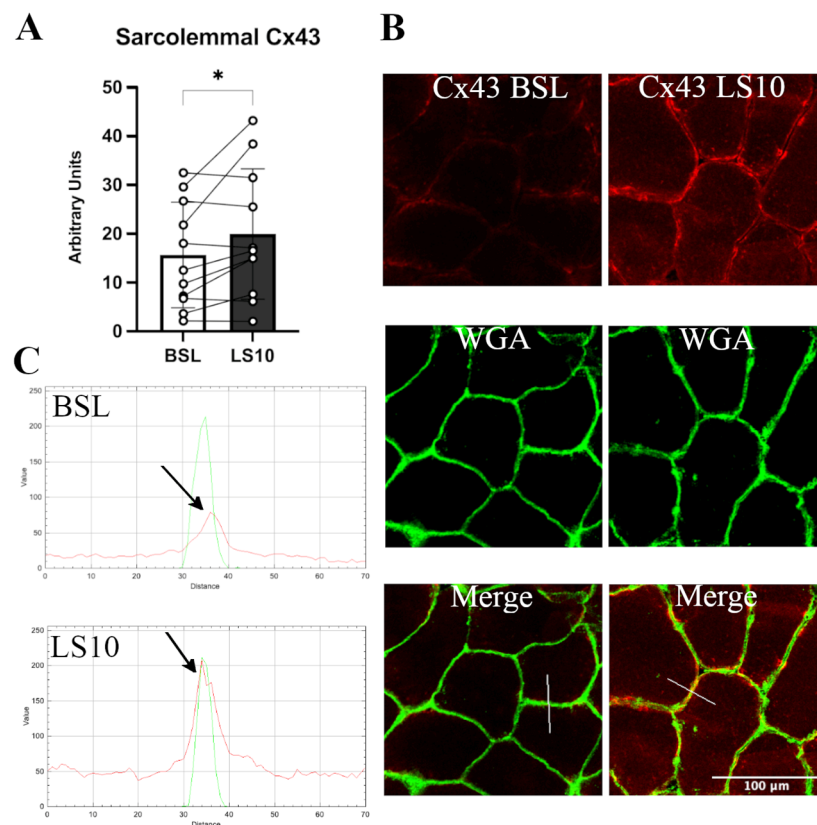 A
Sarcolemmal Cx43
*
50
40
30
20
10
0
Arbitrary Units
BSL
LS10
B
Cx43 BSL
Cx43 LS10
WGA
WGA
Merge
Merge
100 µm
C
BSL
250
200
150
100
50
0
Value
0
10
20
30
40
50
60
70
Distance
LS10
250
200
150
100
50
0
Value
0
10
20
30
40
50
60
70
Distance